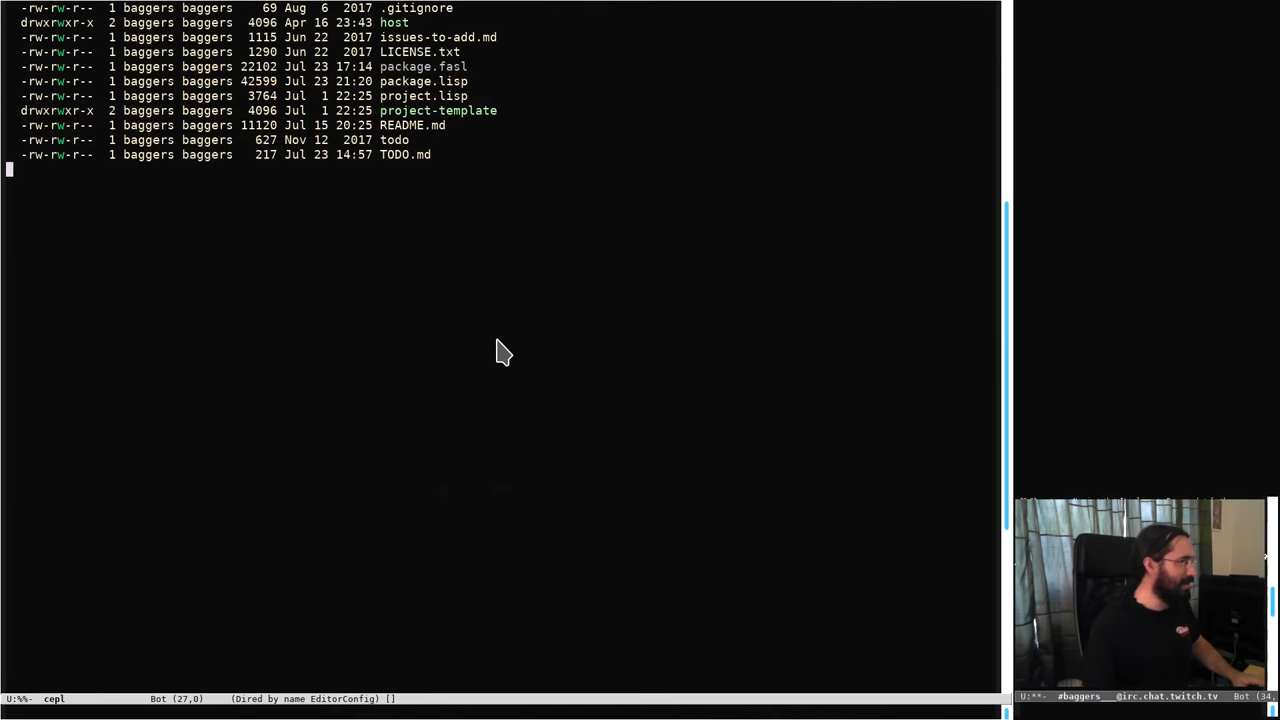 -rw-rw-r--  1 baggers baggers    69 Aug  6  2017 .gitignore
drwxrwxr-x  2 baggers baggers  4096 Apr 16 23:43 host
-rw-rw-r--  1 baggers baggers  1115 Jun 22  2017 issues-to-add.md
-rw-rw-r--  1 baggers baggers  1290 Jun 22  2017 LICENSE.txt
-rw-rw-r--  1 baggers baggers 22102 Jul 23 17:14 package.fasl
-rw-rw-r--  1 baggers baggers 42599 Jul 23 21:20 package.lisp
-rw-rw-r--  1 baggers baggers  3764 Jul  1 22:25 project.lisp
drwxrwxr-x  2 baggers baggers  4096 Jul  1 22:25 project-template
-rw-rw-r--  1 baggers baggers 11120 Jul 15 20:25 README.md
-rw-rw-r--  1 baggers baggers   627 Nov 12  2017 todo
-rw-rw-r--  1 baggers baggers   217 Jul 23 14:57 TODO.md
U:%%-  cepl           Bot (27,0)    (Dired by name EditorConfig) []
U:**-  #baggers___@irc.chat.twitch.tv   Bot (34,